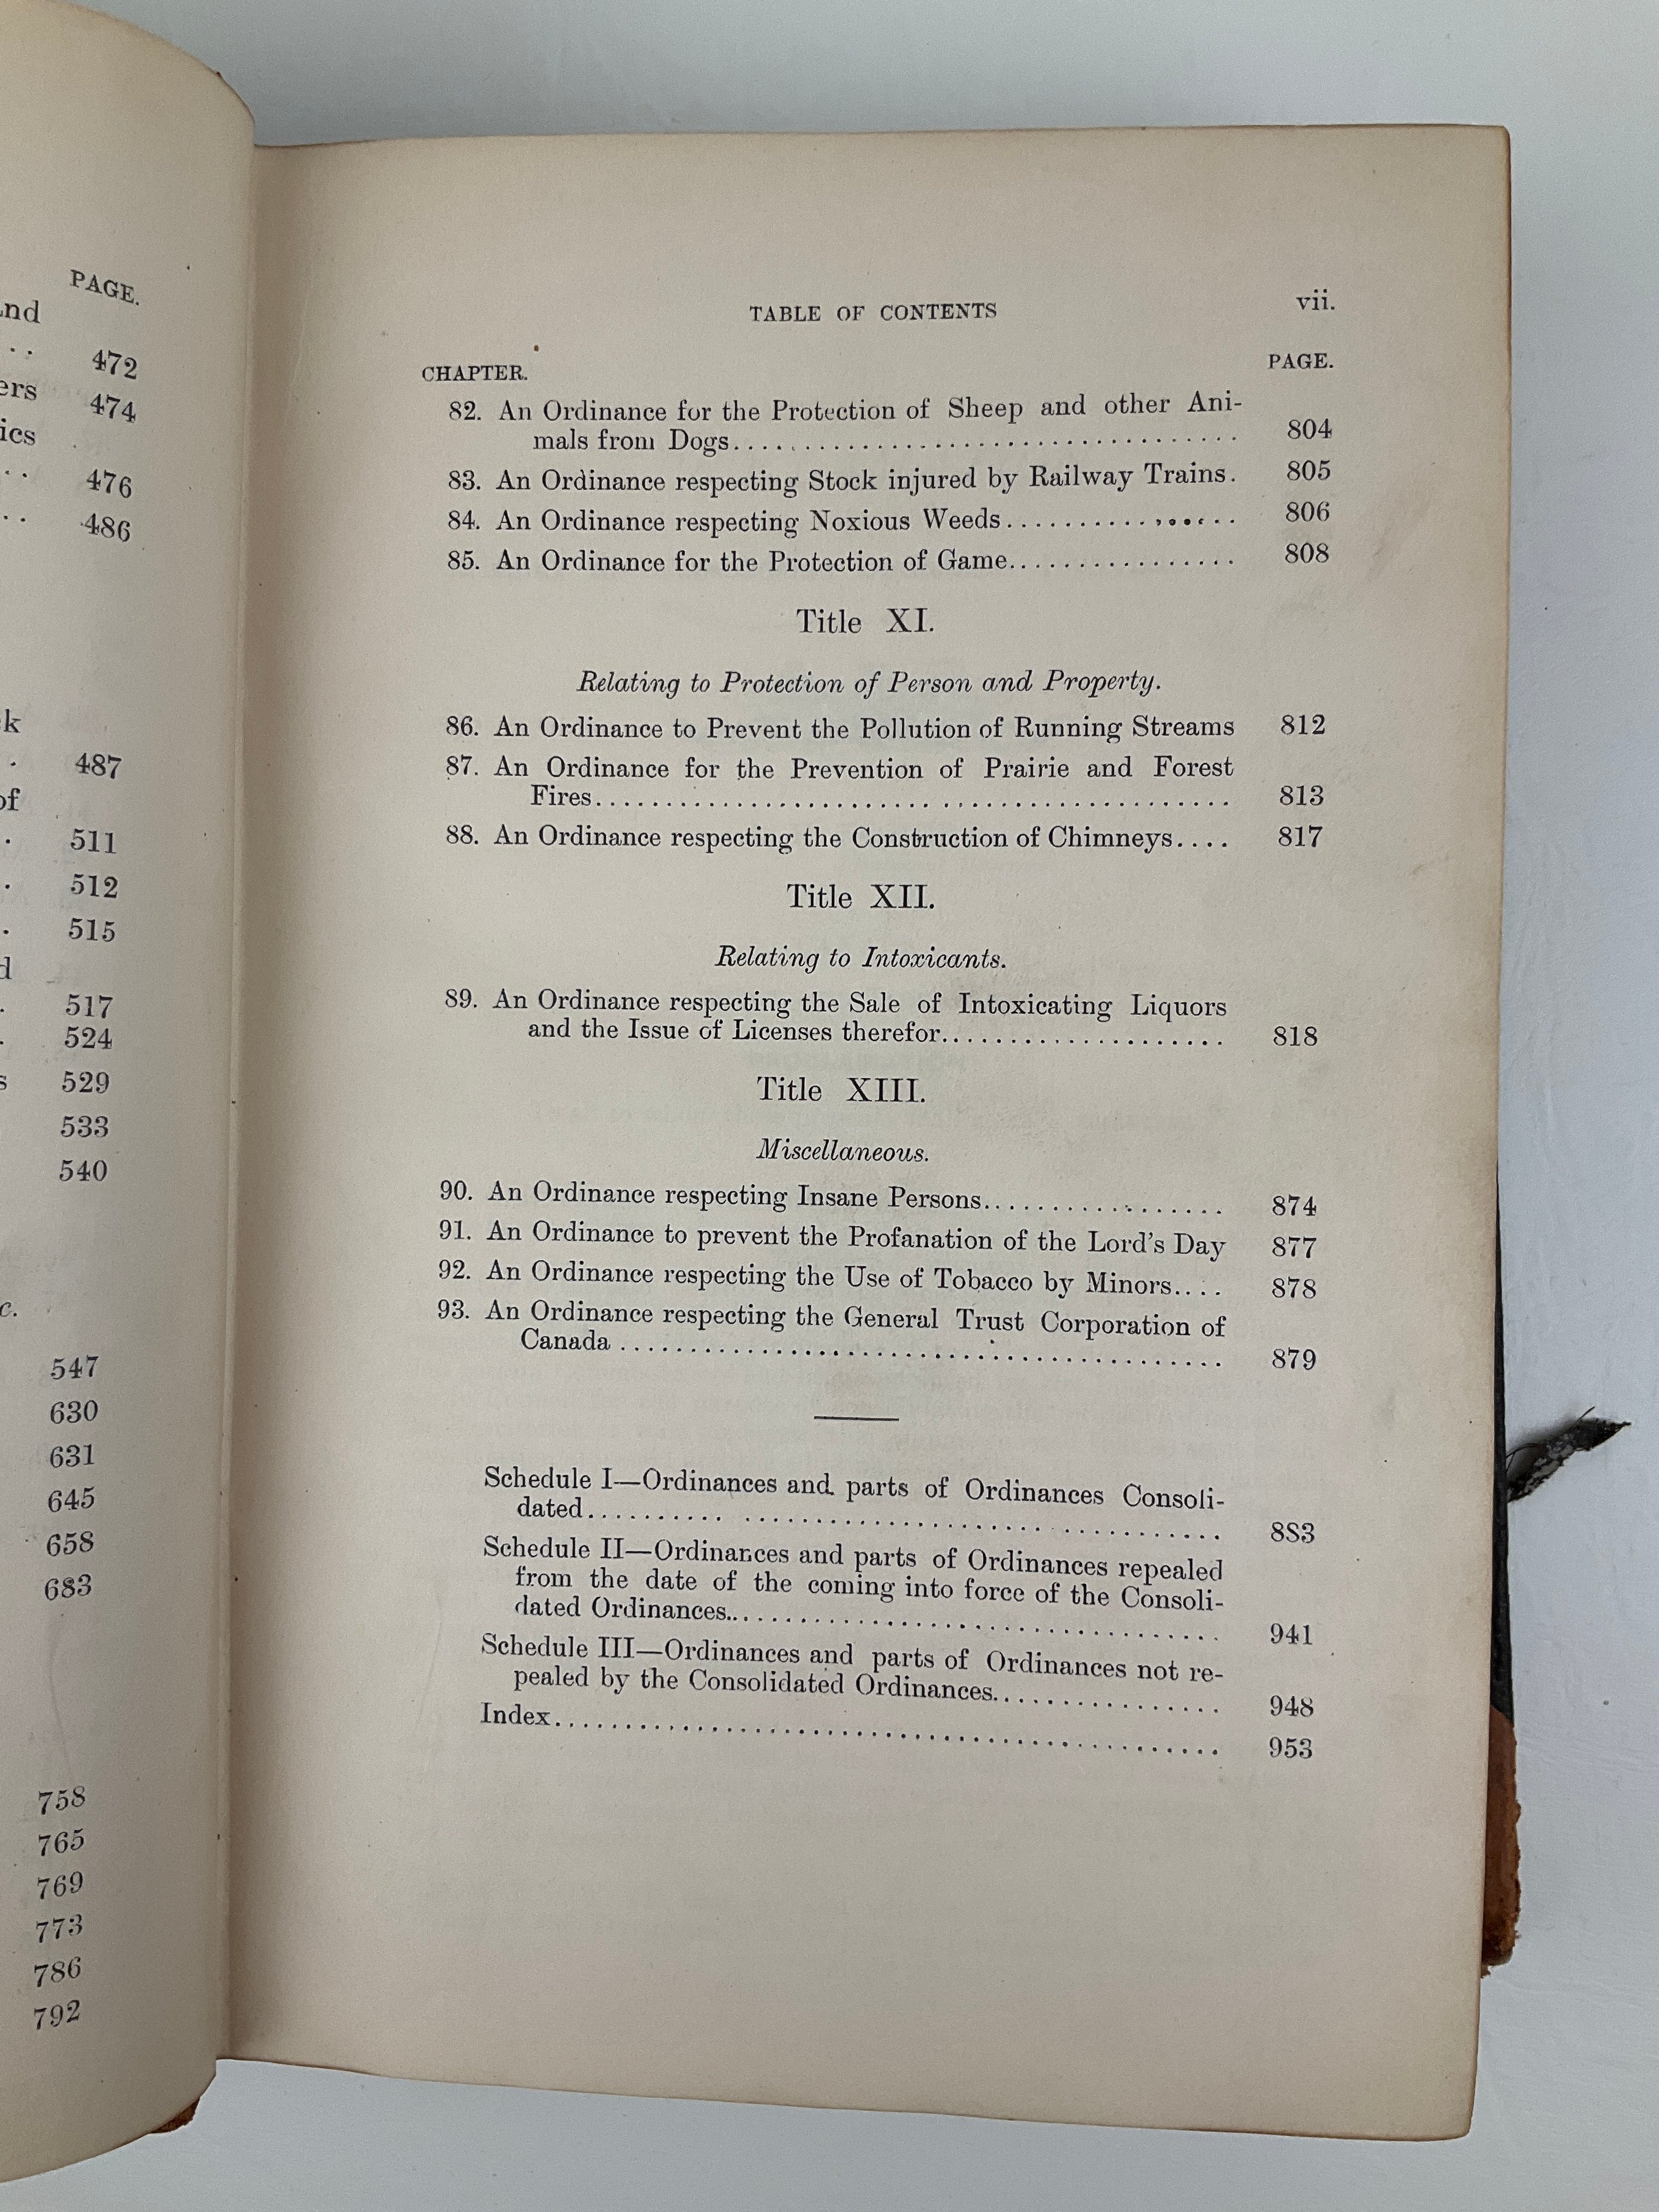 PAGE.
472
474
476
486
487
511
512
515
517
524
529
533
540
547
630
631
645
658
683
758
765
769
773
786
792
TABLE OF CONTENTS vii.
CHAPTER. PAGE.
82. An Ordinance for the Protection of Sheep and other Ani-
mals from Dogs.................................... 804
83. An Ordinance respecting Stock injured by Railway Trains. 805
84. An Ordinance respecting Noxious Weeds................ 806
85. An Ordinance for the Protection of Game................ 808
Title XI.
Relating to Protection of Person and Property.
86. An Ordinance to Prevent the Pollution of Running Streams 812
87. An Ordinance for the Prevention of Prairie and Forest
Fires............................................. 813
88. An Ordinance respecting the Construction of Chimneys.... 817
Title XII.
Relating to Intoxicants.
89. An Ordinance respecting the Sale of Intoxicating Liquors
and the Issue of Licenses therefor.................... 818
Title XIII.
Miscellaneous.
90. An Ordinance respecting Insane Persons................. 874
91. An Ordinance to prevent the Profanation of the Lord's Day 877
92. An Ordinance respecting the Use of Tobacco by Minors.... 878
93. An Ordinance respecting the General Trust Corporation of
Canada ........................................... 879
Schedule I—Ordinances and parts of Ordinances Consoli-
dated............................................ 883
Schedule II—Ordinances and parts of Ordinances repealed
from the date of the coming into force of the Consoli-
dated Ordinances.................................. 941
Schedule III—Ordinances and parts of Ordinances not re-
pealed by the Consolidated Ordinances................ 948
Index............................................... 953